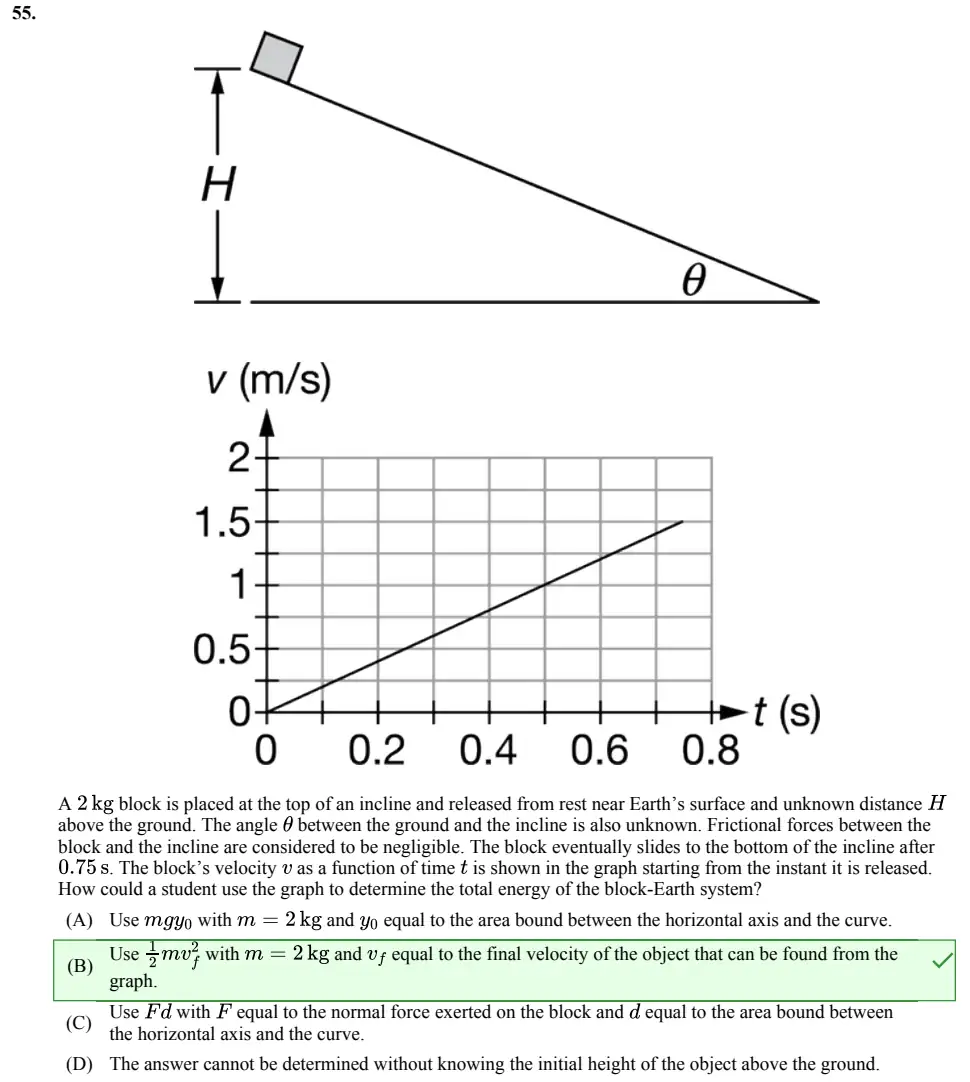 55.
H
θ
v (m/s)
2
1.5
1
0.5
0
0 0.2 0.4 0.6 0.8
t (s)
A 2 kg block is placed at the top of an incline and released from rest near Earth’s surface and unknown distance H
above the ground. The angle θ between the ground and the incline is also unknown. Frictional forces between the
block and the incline are considered to be negligible. The block eventually slides to the bottom of the incline after
0.75 s. The block’s velocity v as a function of time t is shown in the graph starting from the instant it is released.
How could a student use the graph to determine the total energy of the block-Earth system?
(A) Use mgy₀ with m = 2 kg and y₀ equal to the area bound between the horizontal axis and the curve.
(B) Use ½mv_f² with m = 2 kg and v_f equal to the final velocity of the object that can be found from the
graph.
(C) Use Fd with F equal to the normal force exerted on the block and d equal to the area bound between
the horizontal axis and the curve.
(D) The answer cannot be determined without knowing the initial height of the object above the ground.